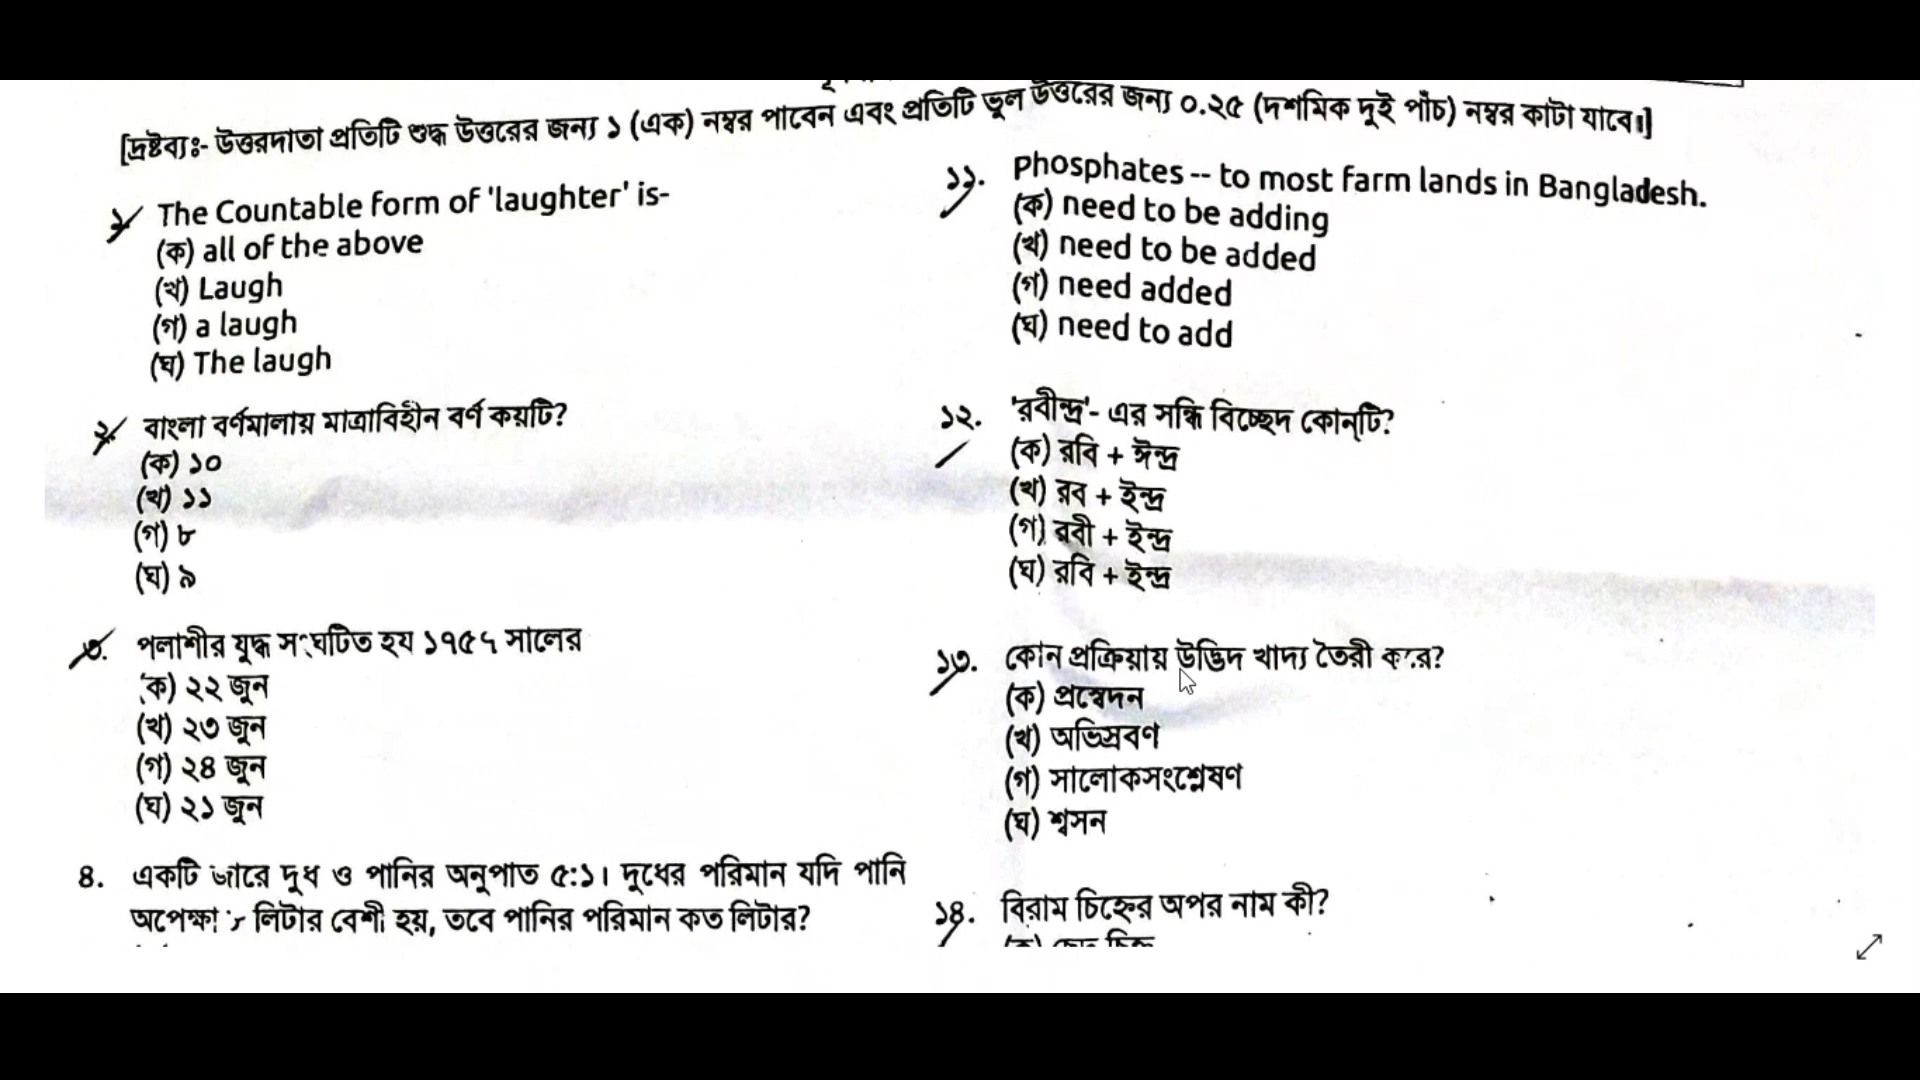 [দ্রষ্টব্যঃ- উত্তরদাতা প্রতিটি শুদ্ধ উত্তরের জন্য ১ (এক) নম্বর পাবেন এবং প্রতিটি ভুল উত্তরের জন্য ০.২৫ (দশমিক দুই পাঁচ) নম্বর কাটা যাবে।]
১. The Countable form of 'laughter' is-
(ক) all of the above
(খ) Laugh
(গ) a laugh
(ঘ) The laugh
২. বাংলা বর্ণমালায় মাত্রাবিহীন বর্ণ কয়টি?
(ক) ১০
(খ) ১১
(গ) ৮
(ঘ) ৯
৩. পলাশীর যুদ্ধ সংঘটিত হয় ১৭৫৭ সালের
(ক) ২২ জুন
(খ) ২৩ জুন
(গ) ২৪ জুন
(ঘ) ২১ জুন
৪. একটি জারে দুধ ও পানির অনুপাত ৫:১। দুধের পরিমান যদি পানি
অপেক্ষা ৮ লিটার বেশী হয়, তবে পানির পরিমান কত লিটার?
১১. Phosphates -- to most farm lands in Bangladesh.
(ক) need to be adding
(খ) need to be added
(গ) need added
(ঘ) need to add
১২. 'রবীন্দ্র'- এর সন্ধি বিচ্ছেদ কোন্‌টি?
(ক) রবি + ঈন্দ্র
(খ) রব + ইন্দ্র
(গ) রবী + ইন্দ্র
(ঘ) রবি + ইন্দ্র
১৩. কোন প্রক্রিয়ায় উদ্ভিদ খাদ্য তৈরী করে?
(ক) প্রস্বেদন
(খ) অভিস্রবণ
(গ) সালোকসংশ্লেষণ
(ঘ) শ্বসন
১৪. বিরাম চিহ্নের অপর নাম কী?